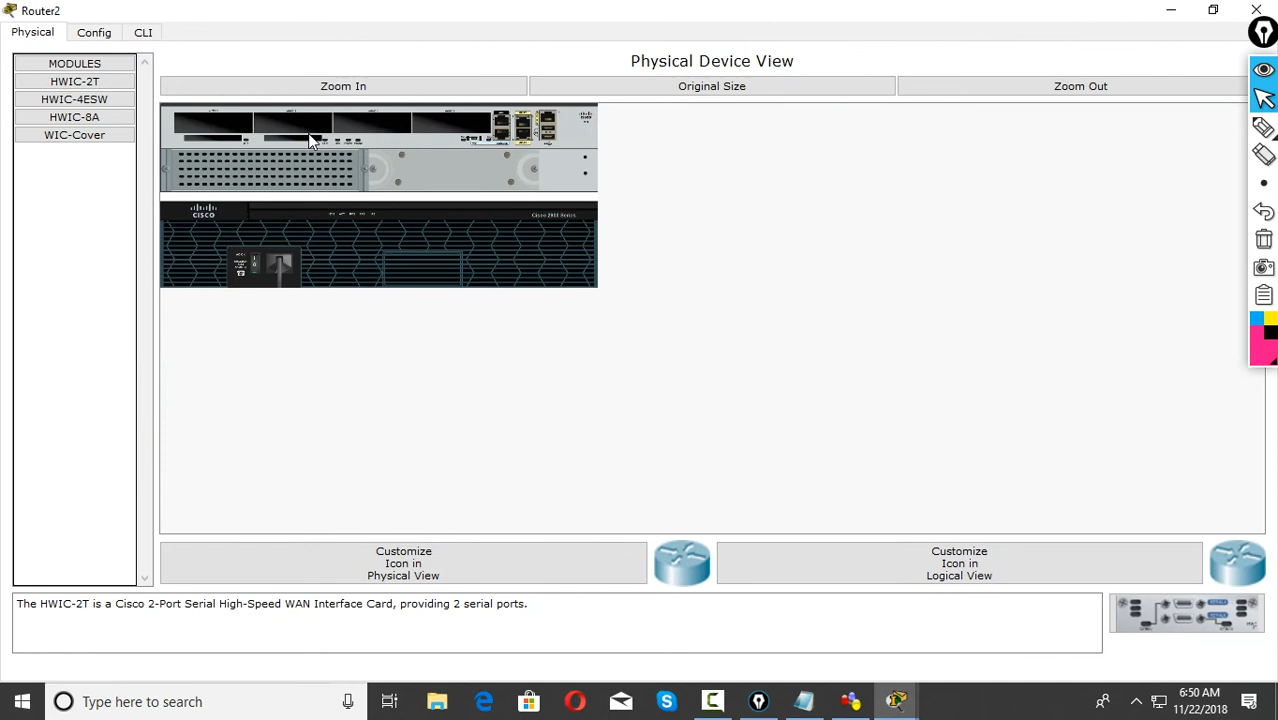 Router2
Physical
Config
CLI
MODULES
HWIC-2T
HWIC-4ESW
HWIC-8A
WIC-Cover
Physical Device View
Zoom In
Original Size
Zoom Out
CISCO
Cisco 2900 Series
Customize
Icon in
Physical View
Customize
Icon in
Logical View
The HWIC-2T is a Cisco 2-Port Serial High-Speed WAN Interface Card, providing 2 serial ports.
Type here to search
6:50 AM
11/22/2018